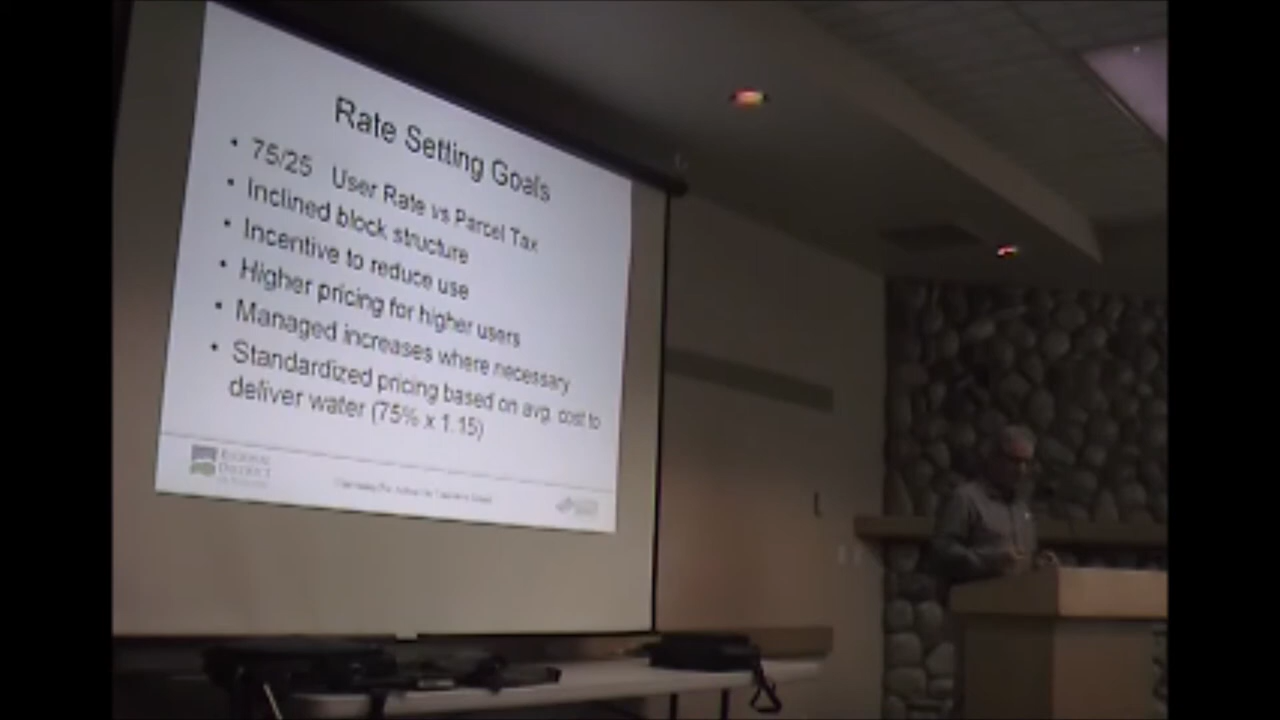 Rate Setting Goals
• 75/25 User Rate vs Parcel Tax
• Inclined block structure
• Incentive to reduce use
• Higher pricing for higher users
• Managed increases where necessary
• Standardized pricing based on avg. cost to
deliver water (75% x 1.15)
REGIONAL
DISTRICT